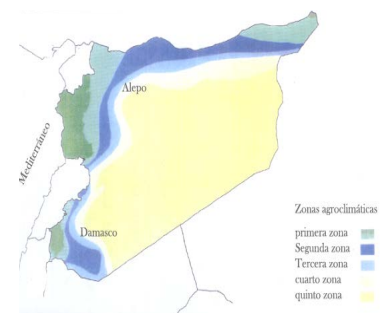 Alepo
Mediterráneo
Damasco
Zonas agroclimáticas
primera zona
Segunda zona
Tercera zona
cuarto zona
quinto zona